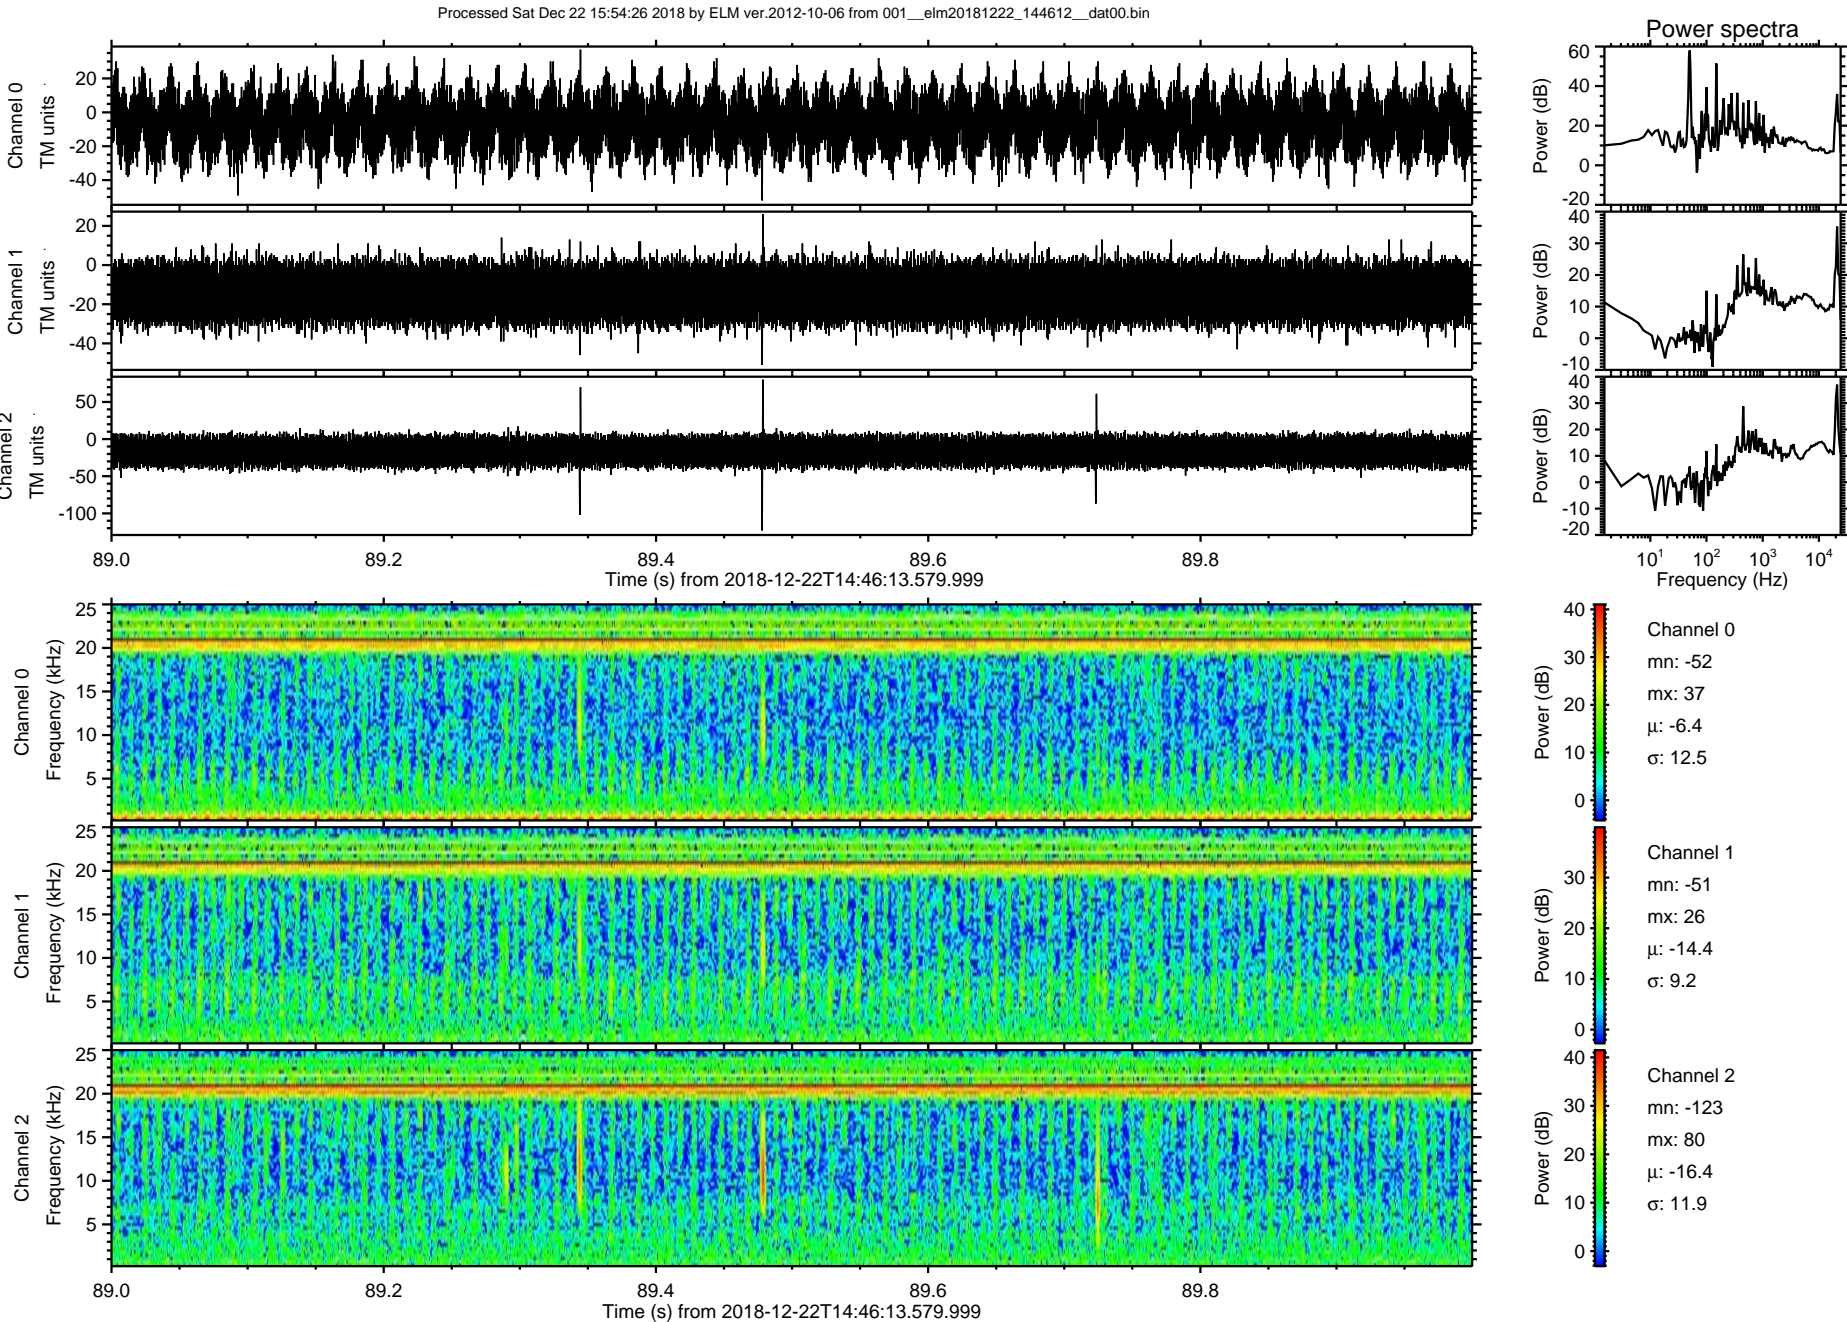 Processed Sat Dec 22 15:54:26 2018 by ELM ver.2012-10-06 from 001__elm20181222_144612__dat00.bin
Power spectra
Channel 0
TM units
20
0
-20
-40
Power (dB)
60
40
20
0
-20
Channel 1
TM units
20
0
-20
-40
Power (dB)
40
30
20
10
0
-10
Channel 2
TM units
50
0
-50
-100
Power (dB)
40
30
20
10
0
-10
-20
89.0 89.2 89.4 89.6 89.8
Time (s) from 2018-12-22T14:46:13.579.999
10¹ 10² 10³ 10⁴
Frequency (Hz)
Channel 0
Frequency (kHz)
25
20
15
10
5
Power (dB)
40
30
20
10
0
Channel 0
mn: -52
mx: 37
μ: -6.4
σ: 12.5
Channel 1
Frequency (kHz)
25
20
15
10
5
Power (dB)
30
20
10
0
Channel 1
mn: -51
mx: 26
μ: -14.4
σ: 9.2
Channel 2
Frequency (kHz)
25
20
15
10
5
Power (dB)
40
30
20
10
0
Channel 2
mn: -123
mx: 80
μ: -16.4
σ: 11.9
89.0 89.2 89.4 89.6 89.8
Time (s) from 2018-12-22T14:46:13.579.999